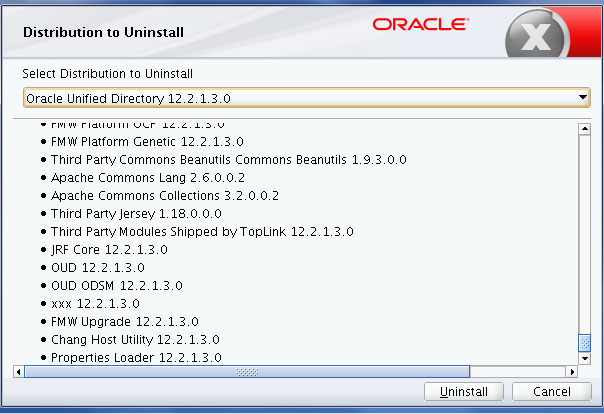 Distribution to Uninstall
ORACLE
Select Distribution to Uninstall
Oracle Unified Directory 12.2.1.3.0
FMW Platform OCP 12.2.1.3.0
• FMW Platform Genetic 12.2.1.3.0
• Third Party Commons Beanutils Commons Beanutils 1.9.3.0.0
• Apache Commons Lang 2.6.0.0.2
• Apache Commons Collections 3.2.0.0.2
• Third Party Jersey 1.18.0.0.0
• Third Party Modules Shipped by TopLink 12.2.1.3.0
• JRF Core 12.2.1.3.0
• OUD 12.2.1.3.0
• OUD ODSM 12.2.1.3.0
• xxx 12.2.1.3.0
• FMW Upgrade 12.2.1.3.0
• Chang Host Utility 12.2.1.3.0
• Properties Loader 12.2.1.3.0
Uninstall
Cancel